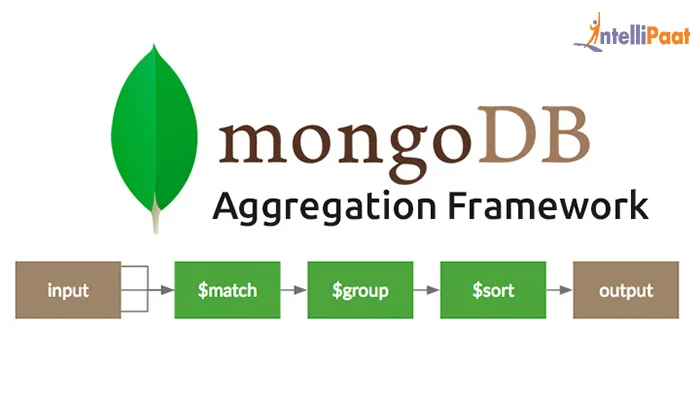 IntelliPaat
mongoDB
Aggregation Framework
input
$match
$group
$sort
output